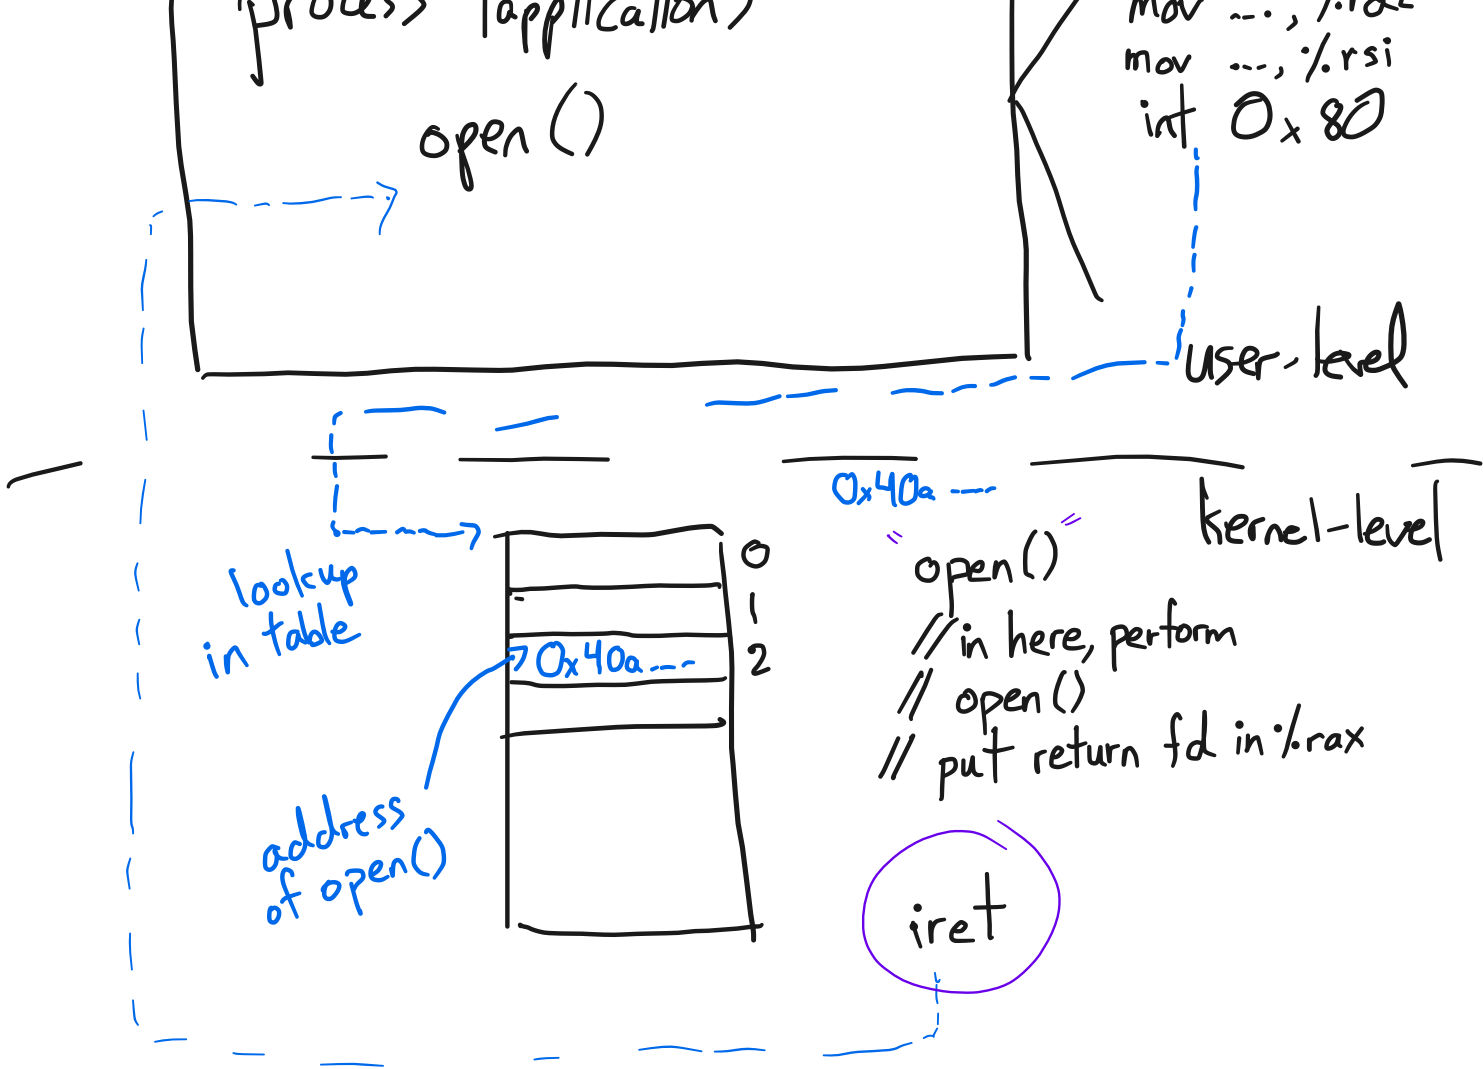 process (application)
open()
mov ...,
mov ..., %rsi
int 0x80
user-level
0x40a ----
kernel-level
lookup
in table
0
1
2
0x40a ----
address
of open()
"open()"
// in here, perform
// open()
// put return fd in %rax
iret